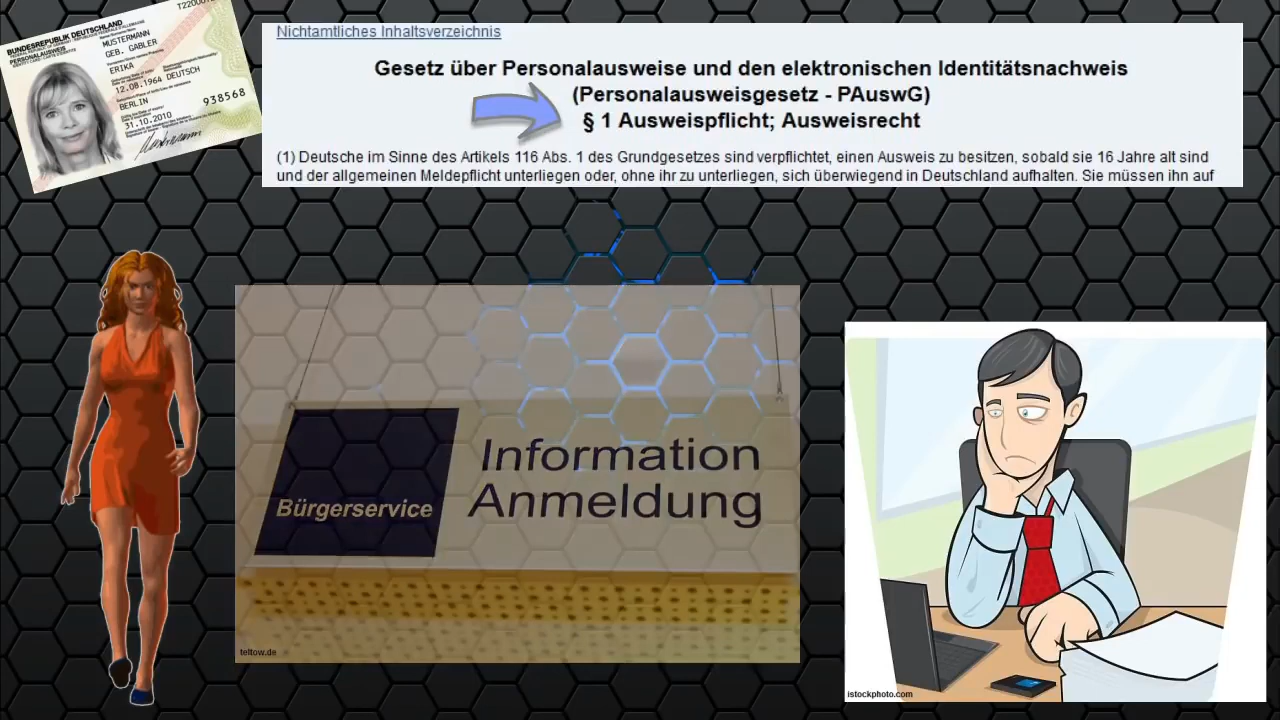 T2200012
BUNDESREPUBLIK DEUTSCHLAND
PERSONALAUSWEIS
MUSTERMANN
GEB. GABLER
ERIKA
12.08.1964 DEUTSCH
BERLIN
938568
31.10.2010
Mustermann
Nichtamtliches Inhaltsverzeichnis
Gesetz über Personalausweise und den elektronischen Identitätsnachweis
(Personalausweisgesetz - PAuswG)
§ 1 Ausweispflicht; Ausweisrecht
(1) Deutsche im Sinne des Artikels 116 Abs. 1 des Grundgesetzes sind verpflichtet, einen Ausweis zu besitzen, sobald sie 16 Jahre alt sind
und der allgemeinen Meldepflicht unterliegen oder, ohne ihr zu unterliegen, sich überwiegend in Deutschland aufhalten. Sie müssen ihn auf
Information
Anmeldung
Bürgerservice
teltow.de
istockphoto.com